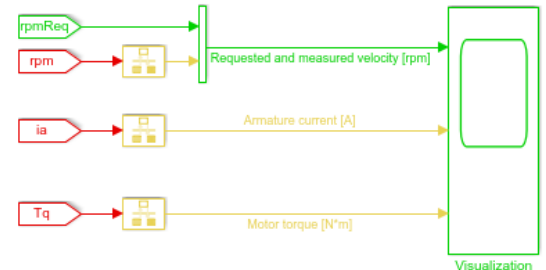 rpmReq
rpm
Requested and measured velocity [rpm]
ia
Armature current [A]
Tq
Motor torque [N*m]
Visualization